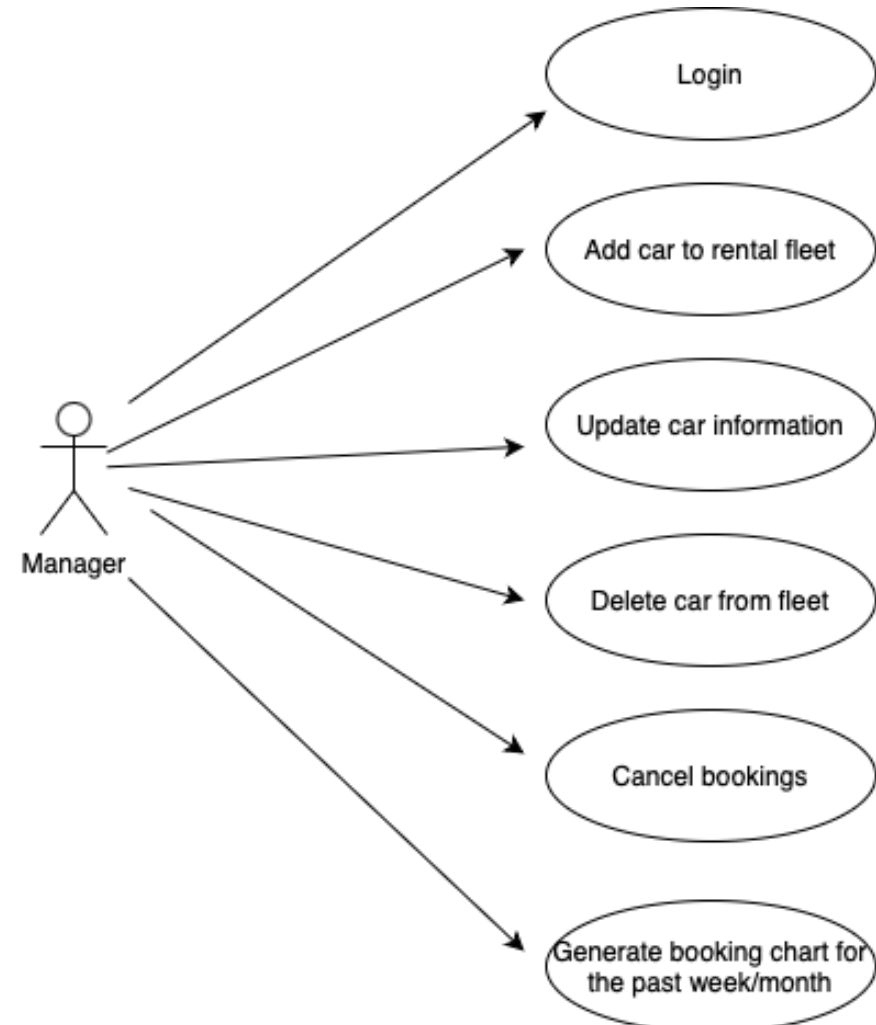 Login
Add car to rental fleet
Update car information
Manager
Delete car from fleet
Cancel bookings
Generate booking chart for
the past week/month